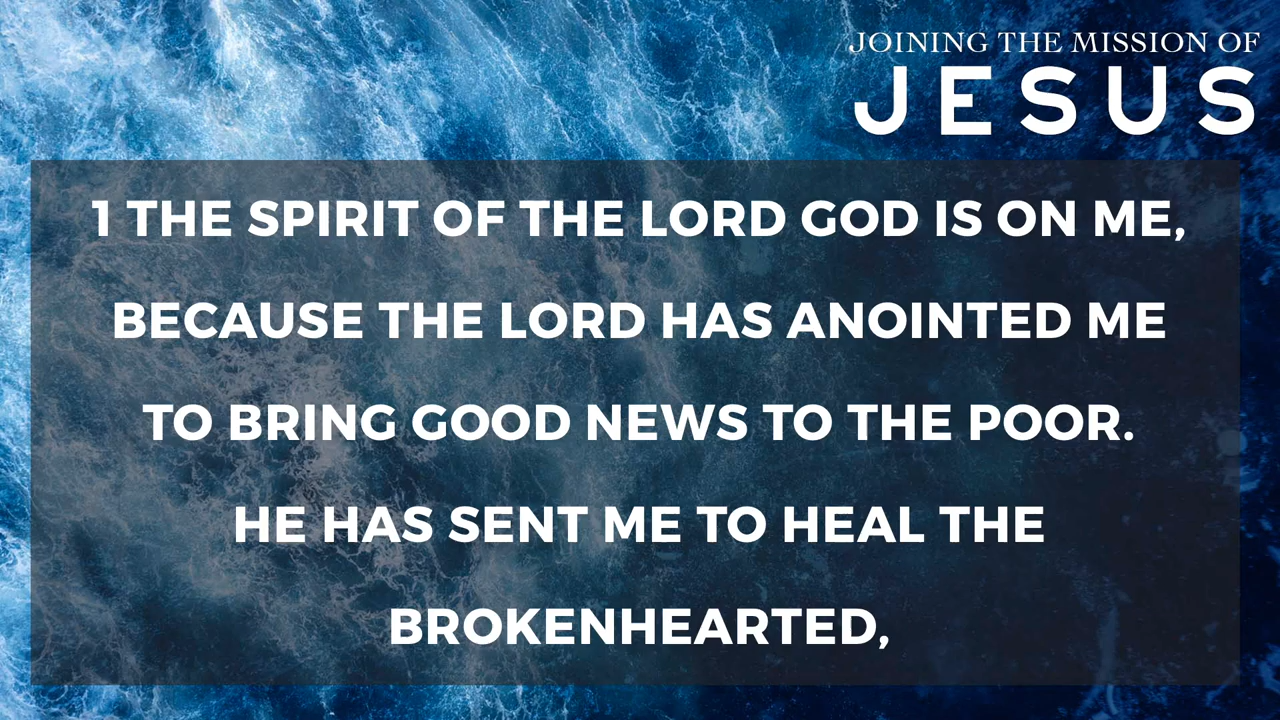 JOINING THE MISSION OF
JESUS
1 THE SPIRIT OF THE LORD GOD IS ON ME,
BECAUSE THE LORD HAS ANOINTED ME
TO BRING GOOD NEWS TO THE POOR.
HE HAS SENT ME TO HEAL THE
BROKENHEARTED,